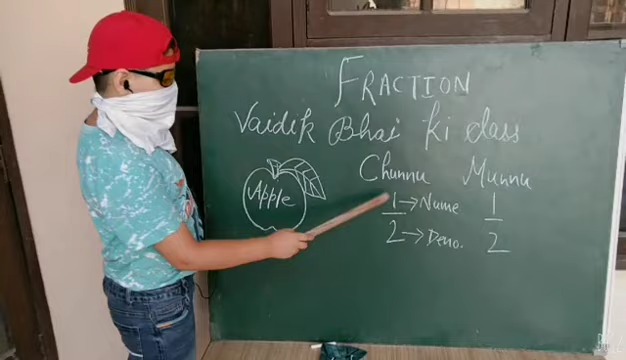 FRACTION
Vaidik Bhai ki class
Apple
Chunnu Munnu
1→Nume 1
2→Deno. 2